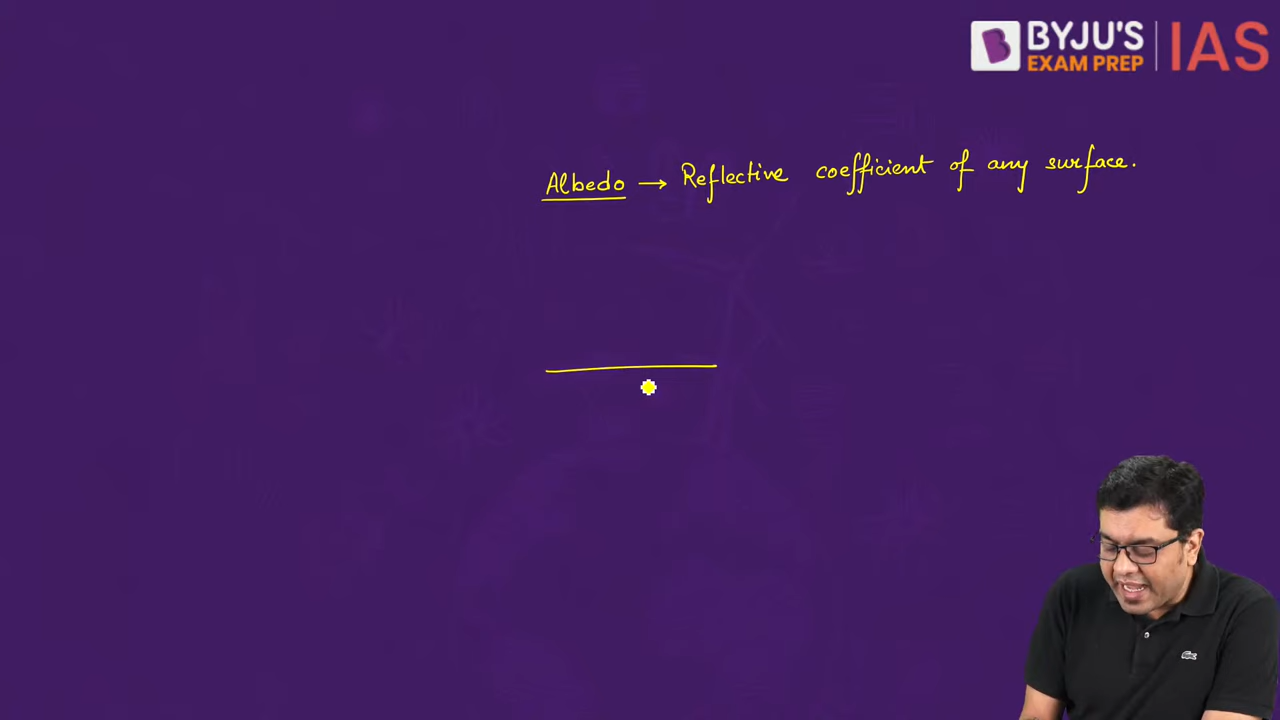 BYJU'S
EXAM PREP
IAS
Albedo → Reflective coefficient of any surface.